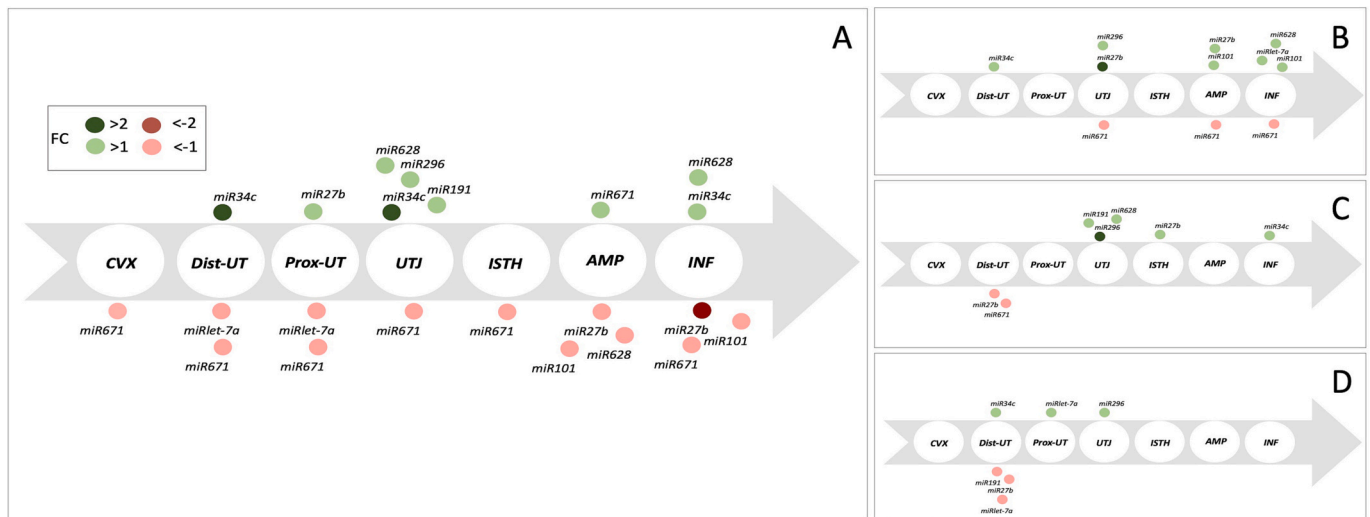 A
FC
>2
<-2
>1
<-1
miR628
miR296
miR628
miR34c
miR27b
miR34c
miR191
miR671
miR34c
CVX
Dist-UT
Prox-UT
UTJ
ISTH
AMP
INF
miR671
miRlet-7a
miRlet-7a
miR671
miR671
miR27b
miR27b
miR101
miR671
miR671
miR101
miR628
miR671
B
miR296
miR27b
miR628
miR34c
miR27b
miR101
miRlet-7a
miR101
CVX
Dist-UT
Prox-UT
UTJ
ISTH
AMP
INF
miR671
miR671
miR671
C
miR191
miR628
miR296
miR27b
miR34c
CVX
Dist-UT
Prox-UT
UTJ
ISTH
AMP
INF
miR27b
miR671
D
miR34c
miRlet-7a
miR296
CVX
Dist-UT
Prox-UT
UTJ
ISTH
AMP
INF
miR191
miR27b
miRlet-7a